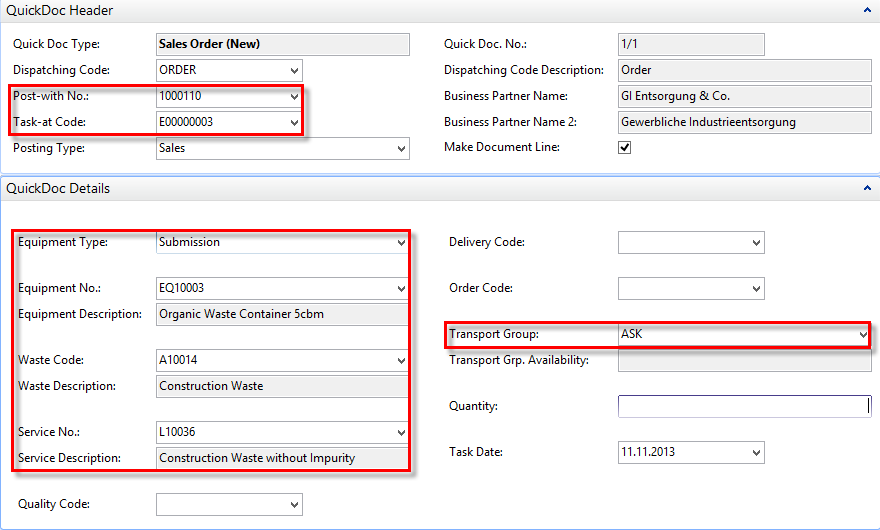 QuickDoc Header
Quick Doc Type: Sales Order (New) Quick Doc. No.: 1/1
Dispatching Code: ORDER Dispatching Code Description: Order
Post-with No.: 1000110 Business Partner Name: GI Entsorgung & Co.
Task-at Code: E00000003 Business Partner Name 2: Gewerbliche Industrieentsorgung
Posting Type: Sales Make Document Line:
QuickDoc Details
Equipment Type: Submission Delivery Code:
Equipment No.: EQ10003 Order Code:
Equipment Description: Organic Waste Container 5cbm
Transport Group: ASK
Waste Code: A10014 Transport Grp. Availability:
Waste Description: Construction Waste
Quantity:
Service No.: L10036
Service Description: Construction Waste without Impurity Task Date: 11.11.2013
Quality Code: